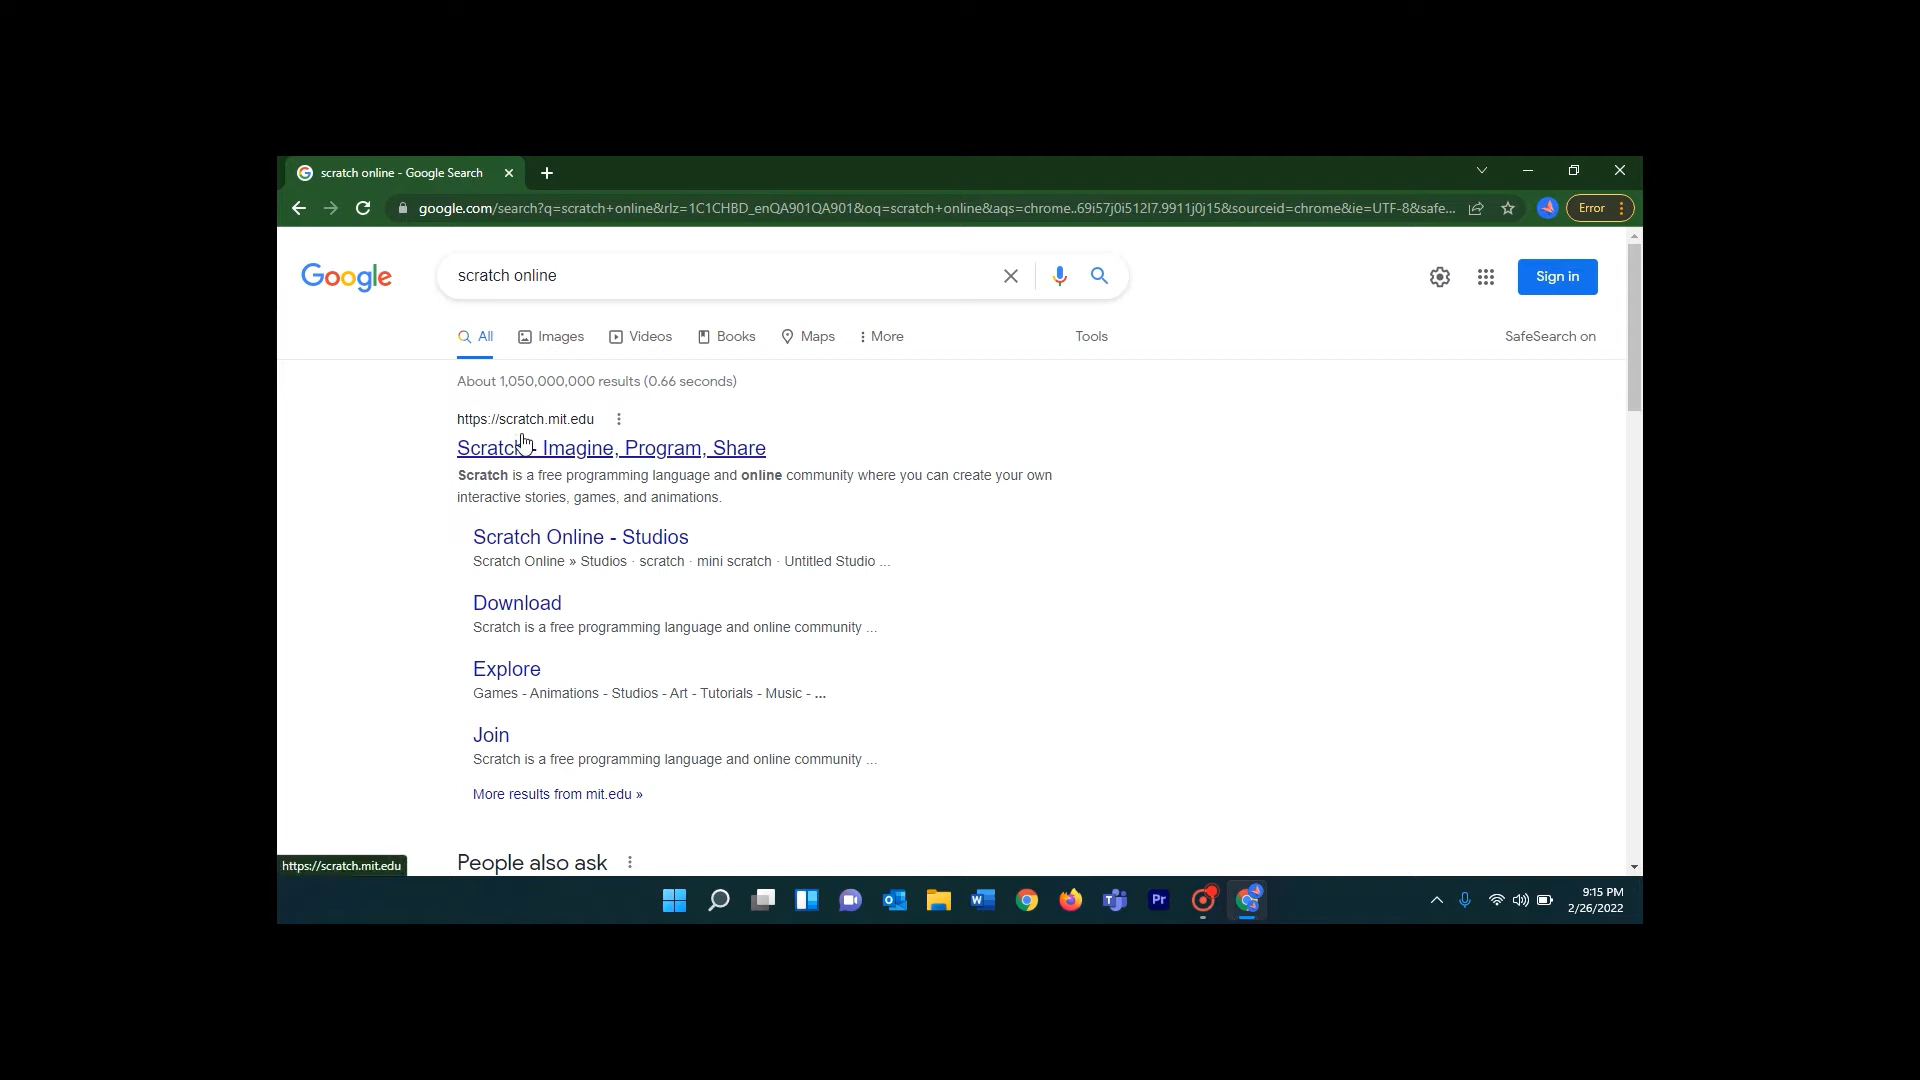 scratch online - Google Search
google.com/search?q=scratch+online&rlz=1C1CHBD_enQA901QA901&oq=scratch+online&aqs=chrome..69i57j0i512l7.9911j0j15&sourceid=chrome&ie=UTF-8&safe...
Error
Google
scratch online
Sign in
All Images Videos Books Maps More Tools SafeSearch on
About 1,050,000,000 results (0.66 seconds)
https://scratch.mit.edu
Scratch - Imagine, Program, Share
Scratch is a free programming language and online community where you can create your own
interactive stories, games, and animations.
Scratch Online - Studios
Scratch Online » Studios · scratch · mini scratch · Untitled Studio ...
Download
Scratch is a free programming language and online community ...
Explore
Games - Animations - Studios - Art - Tutorials - Music - ...
Join
Scratch is a free programming language and online community ...
More results from mit.edu »
People also ask
https://scratch.mit.edu
9:15 PM
2/26/2022